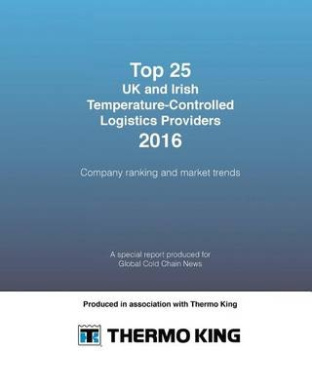 Top 25
UK and Irish
Temperature-Controlled
Logistics Providers
2016
Company ranking and market trends
A special report produced for
Global Cold Chain News
Produced in association with Thermo King
THERMO KING